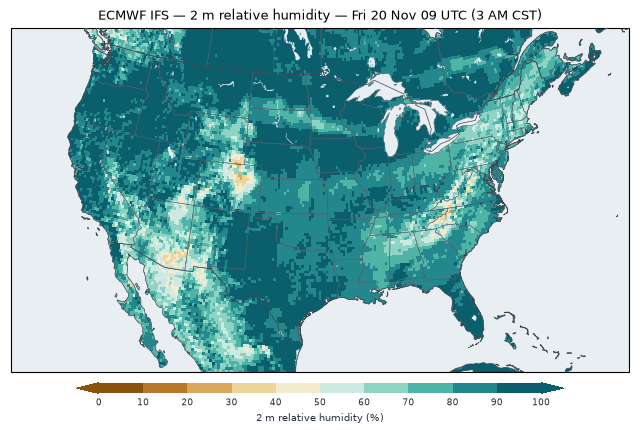 ECMWF IFS — 2 m relative humidity — Fri 20 Nov 09 UTC (3 AM CST)
0 10 20 30 40 50 60 70 80 90 100
2 m relative humidity (%)